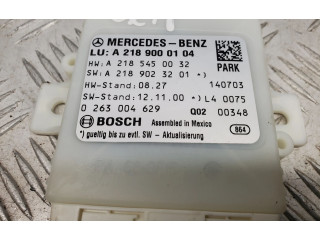 MERCEDES-BENZ
LU: A 218 900 01 04
HW: A 218 545 00 32 PARK
SW: A 218 902 32 01 *)
HW-Stand: 08.27 140703
SW-Stand: 12.11.00 *) L4 0075
0 263 004 629 Q02 00348
BOSCH Assembled in Mexico
*) gueltig bis zu evtl. SW - Aktualisierung 864